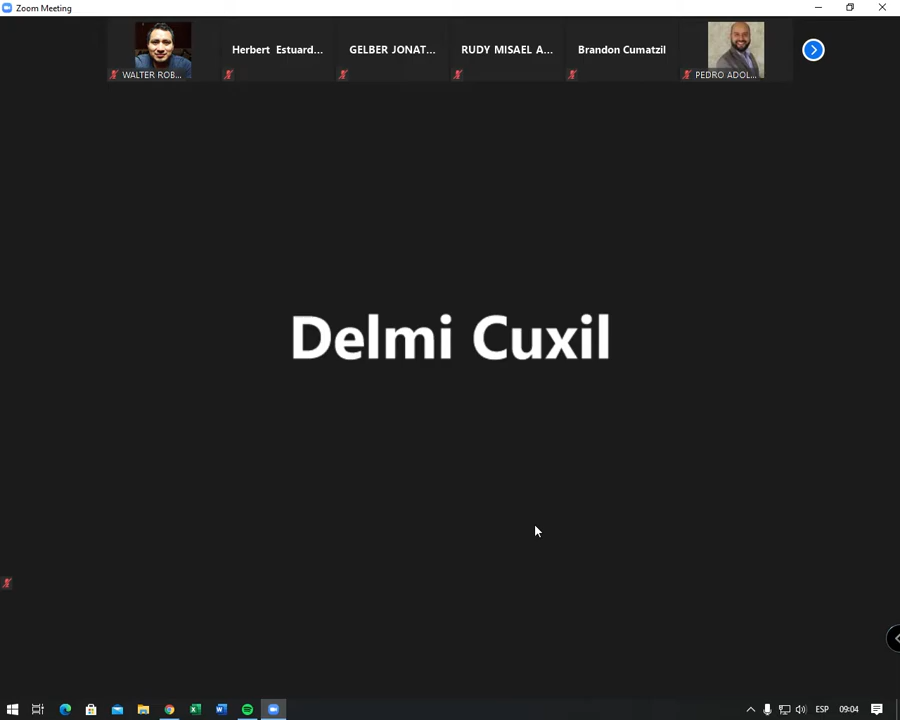 Zoom Meeting
Herbert Estuard...
GELBER JONAT...
RUDY MISAEL A...
Brandon Cumatzil
WALTER ROB...
PEDRO ADOL...
Delmi Cuxil
ESP
09:04